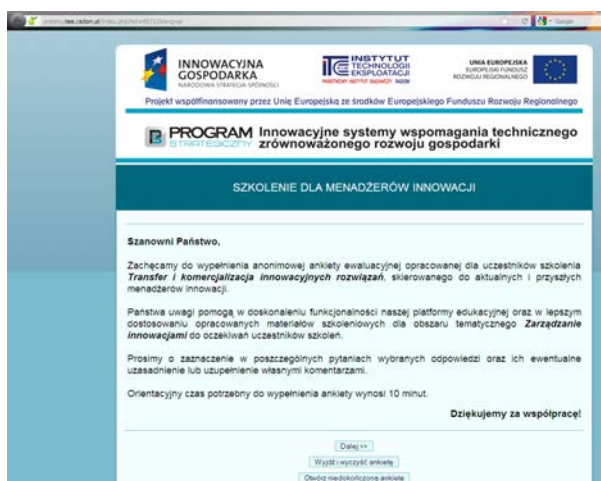 INNOWACYJNA
GOSPODARKA
NARODOWA STRATEGIA SPÓJNOŚCI
INSTYTUT
TECHNOLOGII
EKSPLOATACJI
PAŃSTWOWY INSTYTUT BADAWCZY RADOM
UNIA EUROPEJSKA
EUROPEJSKI FUNDUSZ
ROZWOJU REGIONALNEGO
Projekt współfinansowany przez Unię Europejską ze środków Europejskiego Funduszu Rozwoju Regionalnego
PROGRAM
STRATEGICZNY
Innowacyjne systemy wspomagania technicznego
zrównoważonego rozwoju gospodarki
SZKOLENIE DLA MENADŻERÓW INNOWACJI
Szanowni Państwo,
Zachęcamy do wypełnienia anonimowej ankiety ewaluacyjnej opracowanej dla uczestników szkolenia
Transfer i komercjalizacja innowacyjnych rozwiązań, skierowanego do aktualnych i przyszłych
menadżerów innowacji.
Państwa uwagi pomogą w doskonaleniu funkcjonalności naszej platformy edukacyjnej oraz w lepszym
dostosowaniu opracowanych materiałów szkoleniowych dla obszaru tematycznego Zarządzanie
innowacjami do oczekiwań uczestników szkoleń.
Prosimy o zaznaczenie w poszczególnych pytaniach wybranych odpowiedzi oraz ich ewentualne
uzasadnienie lub uzupełnienie własnymi komentarzami.
Orientacyjny czas potrzebny do wypełnienia ankiety wynosi 10 minut.
Dziękujemy za współpracę!
Dalej >>
Wyjdź i wyczyść ankietę
Otwórz niedokończoną ankietę